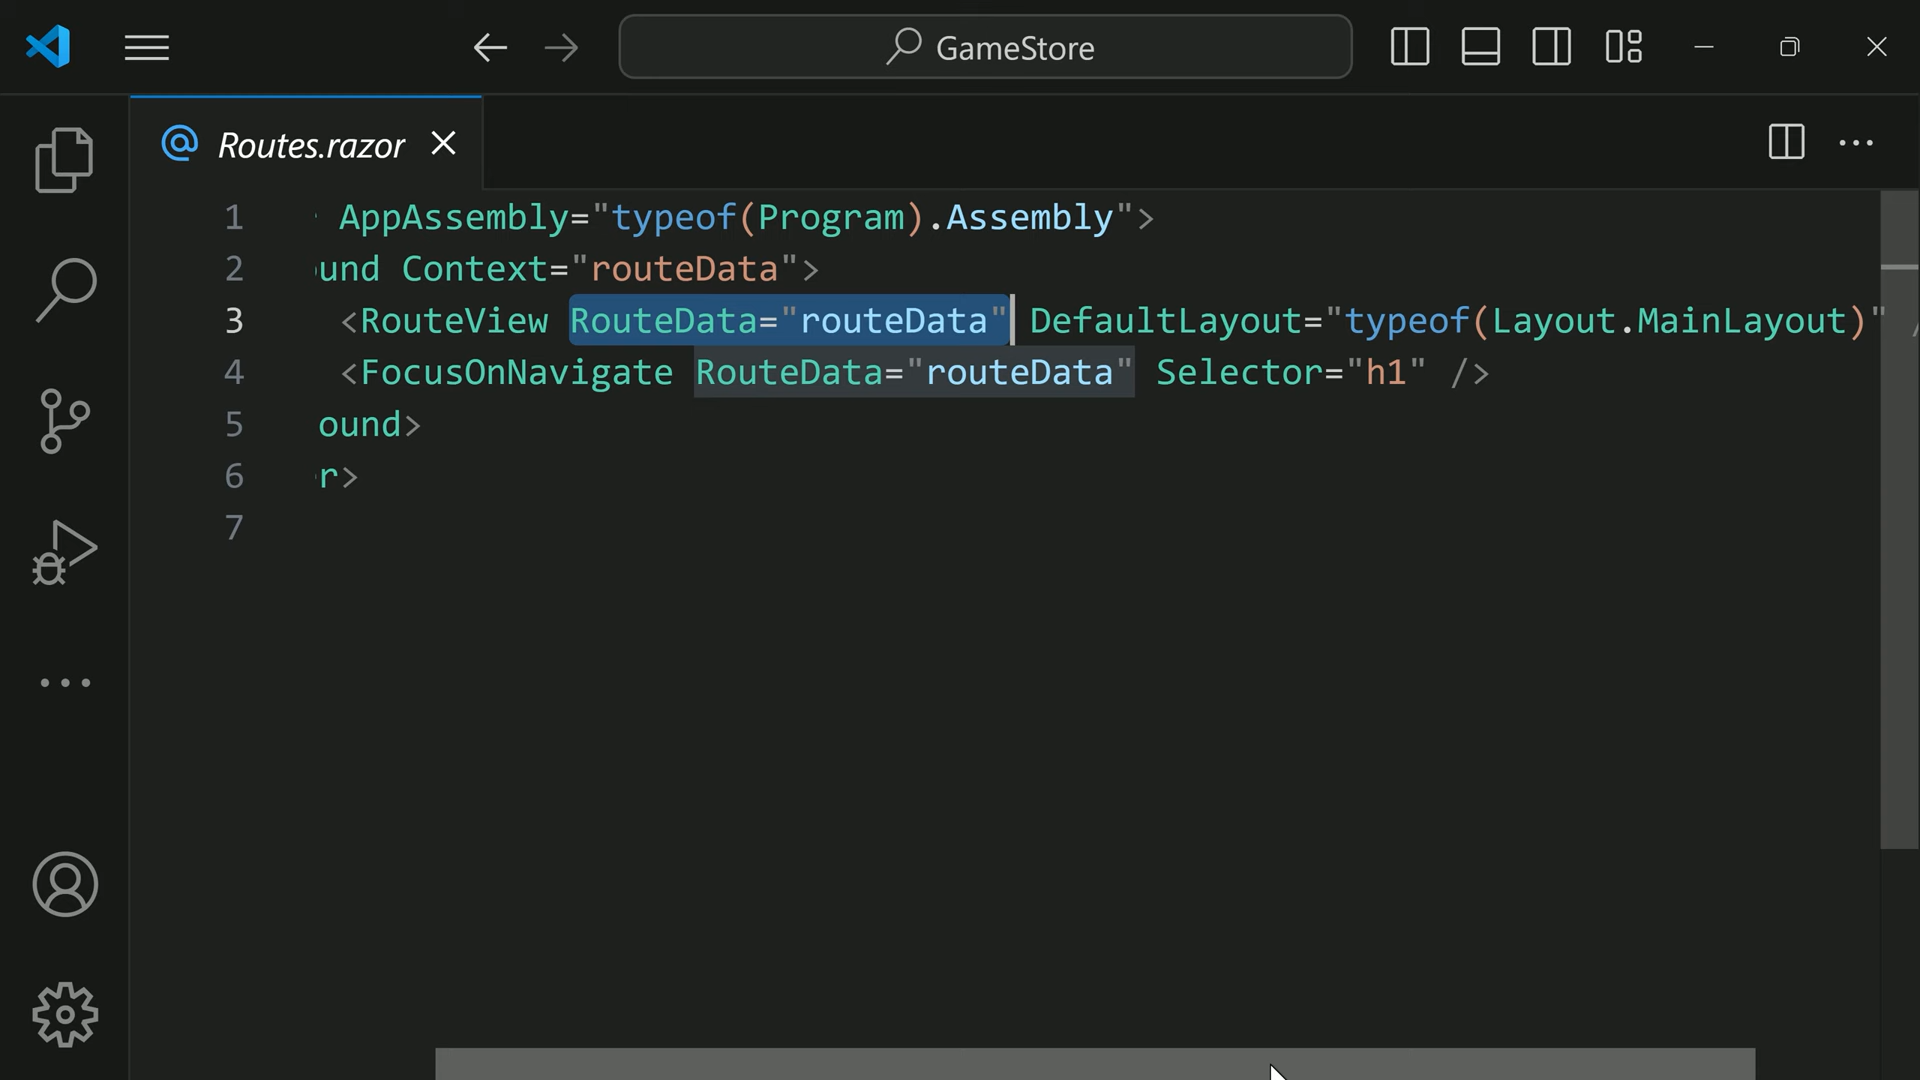 GameStore
@ Routes.razor
1 AppAssembly="typeof(Program).Assembly">
2 ound Context="routeData">
3 <RouteView RouteData="routeData" DefaultLayout="typeof(Layout.MainLayout)" /
4 <FocusOnNavigate RouteData="routeData" Selector="h1" />
5 ound>
6 r>
7